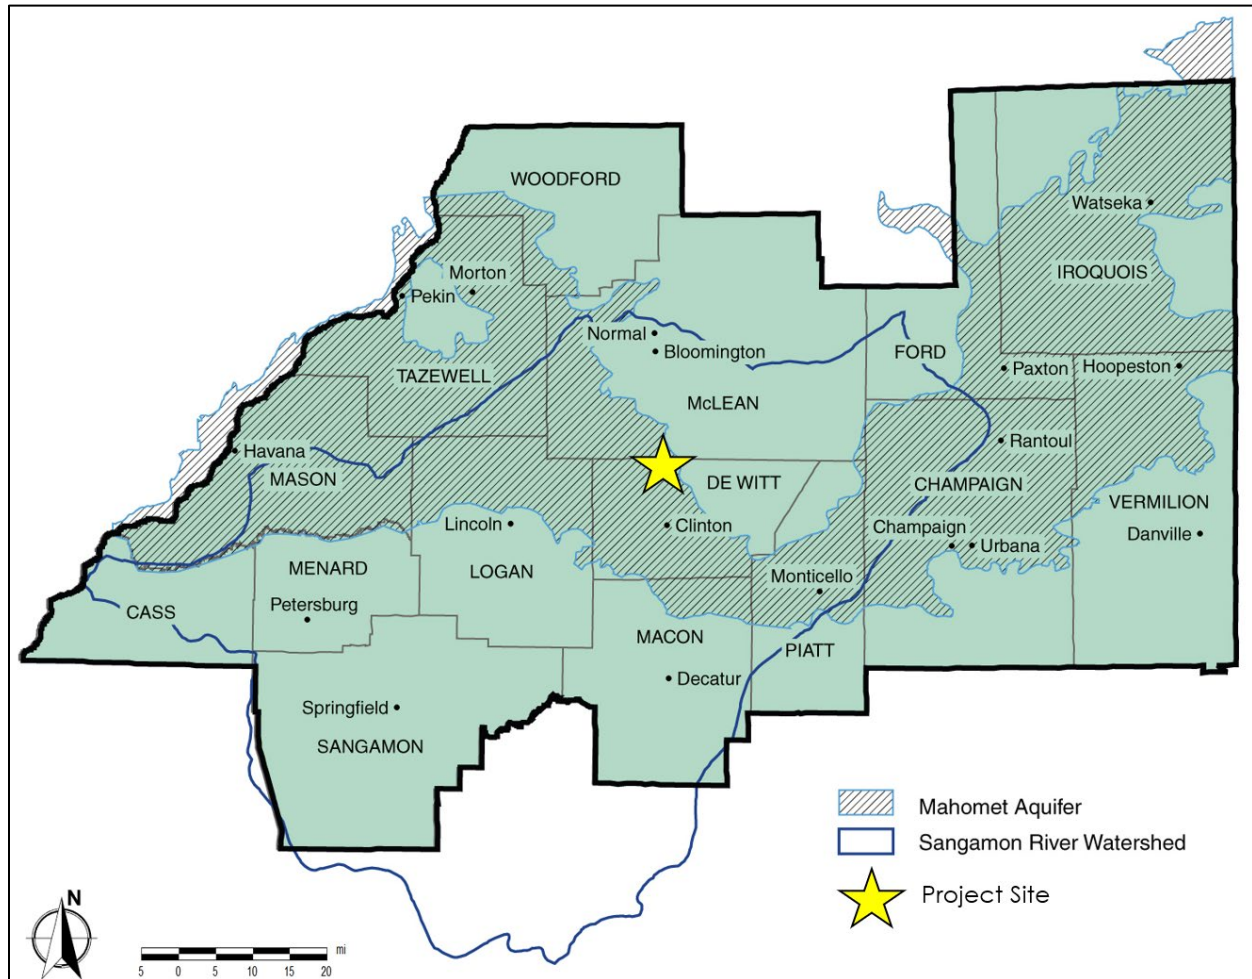 WOODFORD
Watseka
Morton
IROQUOIS
Pekin
Normal
Bloomington
FORD
Paxton
Hoopeston
TAZEWELL
McLEAN
Havana
Rantoul
MASON
DE WITT
CHAMPAIGN
VERMILION
Lincoln
Clinton
Champaign
Urbana
Danville
MENARD
LOGAN
Monticello
CASS
Petersburg
MACON
PIATT
Decatur
Springfield
SANGAMON
Mahomet Aquifer
Sangamon River Watershed
Project Site
N
mi
5 0 5 10 15 20